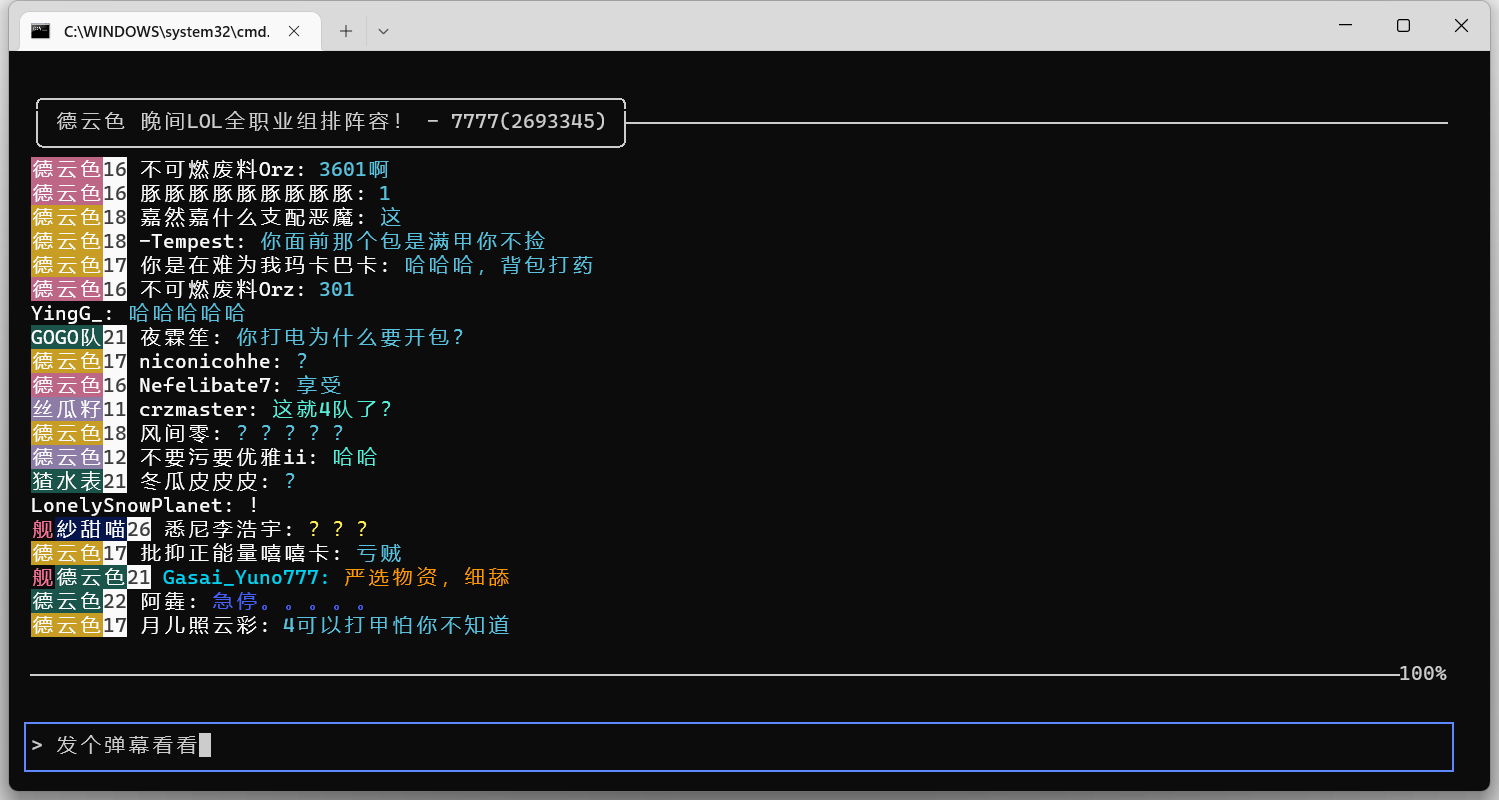 C:\WINDOWS\system32\cmd.
德云色 晚间LOL全职业组排阵容! - 7777(2693345)
德云色16 不可燃废料Orz: 3601啊
德云色16 豚豚豚豚豚豚豚豚豚: 1
德云色18 嘉然嘉什么支配恶魔: 这
德云色18 -Tempest: 你面前那个包是满甲你不捡
德云色17 你是在难为我玛卡巴卡: 哈哈哈，背包打药
德云色16 不可燃废料Orz: 301
YingG_: 哈哈哈哈哈
GOGO队21 夜霖笙: 你打电为什么要开包？
德云色17 niconicohhe: ？
德云色16 Nefelibate7: 享受
丝瓜籽11 crzmaster: 这就4队了？
德云色18 风间零: ？？？？？
德云色12 不要污要优雅ii: 哈哈
猹水表21 冬瓜皮皮皮: ？
LonelySnowPlanet: ！
舰紗甜喵26 悉尼李浩宇: ？？？
德云色17 批抑正能量嘻嘻卡: 亏贼
舰德云色21 Gasai_Yuno777: 严选物资，细舔
德云色22 阿毳: 急停。。。。。
德云色17 月儿照云彩: 4可以打甲怕你不知道
100%
> 发个弹幕看看